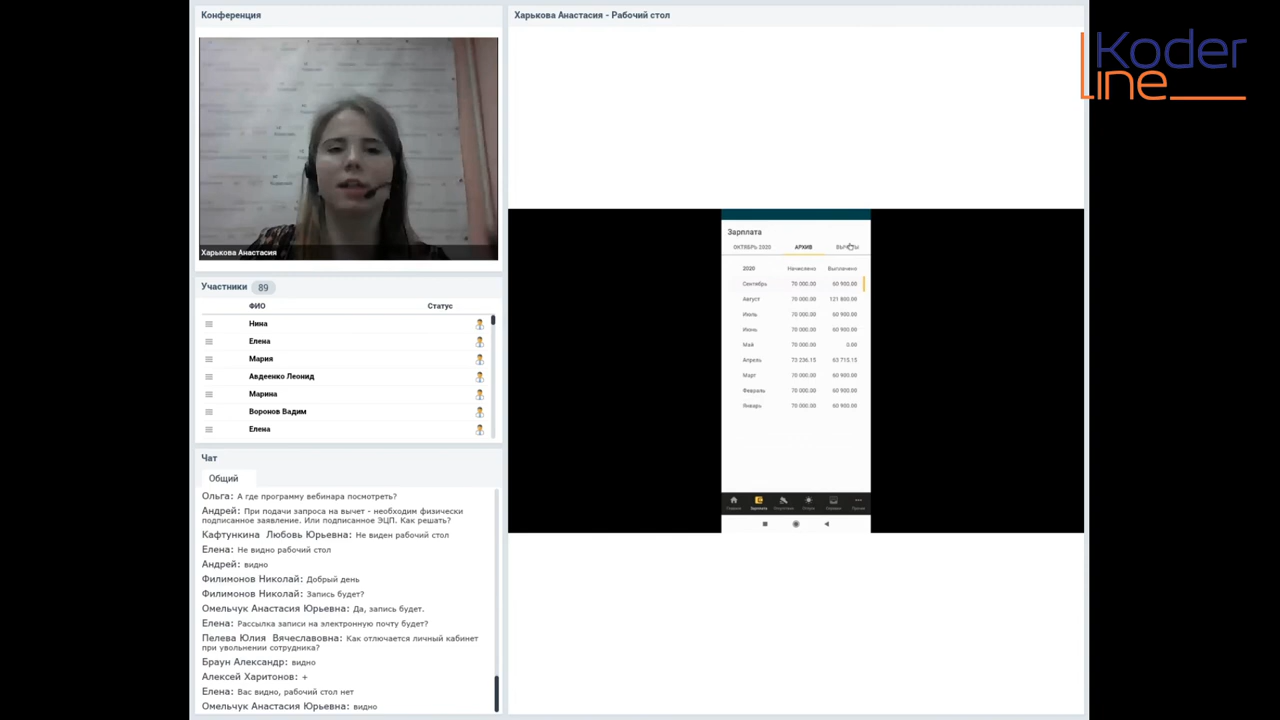 Конференция
Харькова Анастасия - Рабочий стол
Koder
Line
Харькова Анастасия
Участники 89
ФИО Статус
Нина
Елена
Мария
Авдеенко Леонид
Марина
Воронов Вадим
Елена
Чат
Общий
Ольга: А где программу вебинара посмотреть?
Андрей: При подачи запроса на вычет - необходим физически
подписанное заявление. Или подписанное ЭЦП. Как решать?
Кафтункина Любовь Юрьевна: Не виден рабочий стол
Елена: Не видно рабочий стол
Андрей: видно
Филимонов Николай: Добрый день
Филимонов Николай: Запись будет?
Омельчук Анастасия Юрьевна: Да, запись будет.
Елена: Рассылка записи на электронную почту будет?
Пелева Юлия Вячеславовна: Как отлючается личный кабинет
при увольнении сотрудника?
Браун Александр: видно
Алексей Харитонов: +
Елена: Вас видно, рабочий стол нет
Омельчук Анастасия Юрьевна: видно
Зарплата
ОКТЯБРЬ 2020 АРХИВ ВЫЧЕТЫ
2020 Начислено Выплачено
Сентябрь 70 000.00 60 900.00
Август 70 000.00 121 800.00
Июль 70 000.00 60 900.00
Июнь 70 000.00 60 900.00
Май 70 000.00 0.00
Апрель 73 236.15 63 715.15
Март 70 000.00 60 900.00
Февраль 70 000.00 60 900.00
Январь 70 000.00 60 900.00
Главная Зарплата Отсутствия Отпуск Справки Прочее